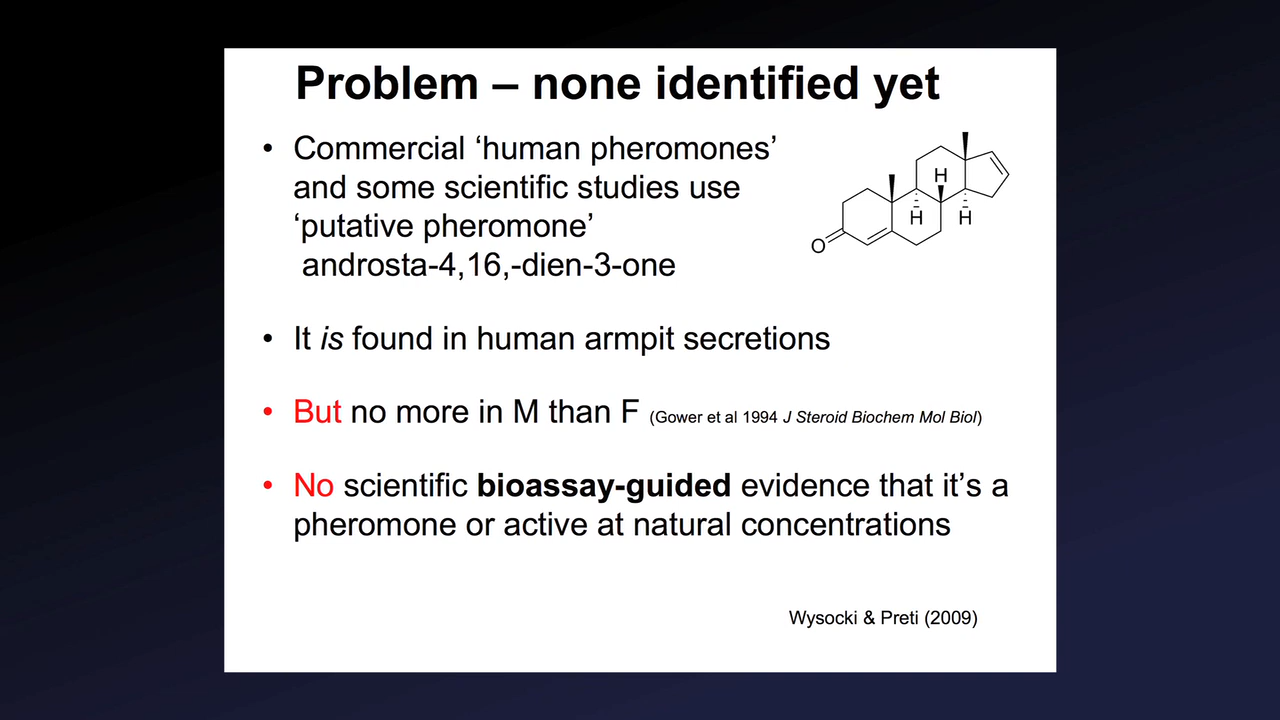 Problem – none identified yet
• Commercial ‘human pheromones’
and some scientific studies use
‘putative pheromone’
androsta-4,16,-dien-3-one
H
H
H
O
• It is found in human armpit secretions
• But no more in M than F (Gower et al 1994 J Steroid Biochem Mol Biol)
• No scientific bioassay-guided evidence that it’s a
pheromone or active at natural concentrations
Wysocki & Preti (2009)